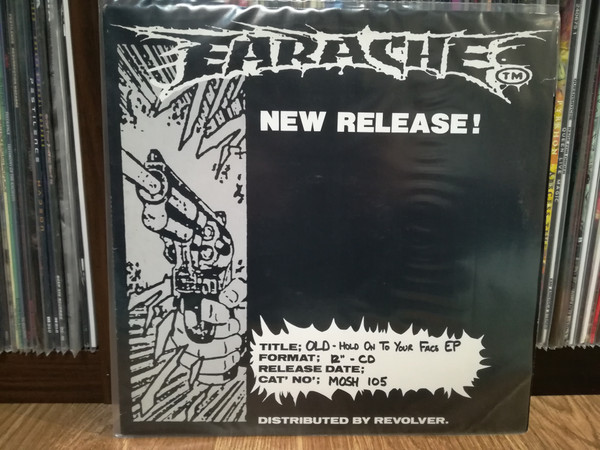 EARACHE TM
NEW RELEASE!
TITLE; OLD - HOLD ON TO YOUR FACE EP
FORMAT; 12" - CD
RELEASE DATE;
CAT' NO'; MOSH 105
DISTRIBUTED BY REVOLVER.